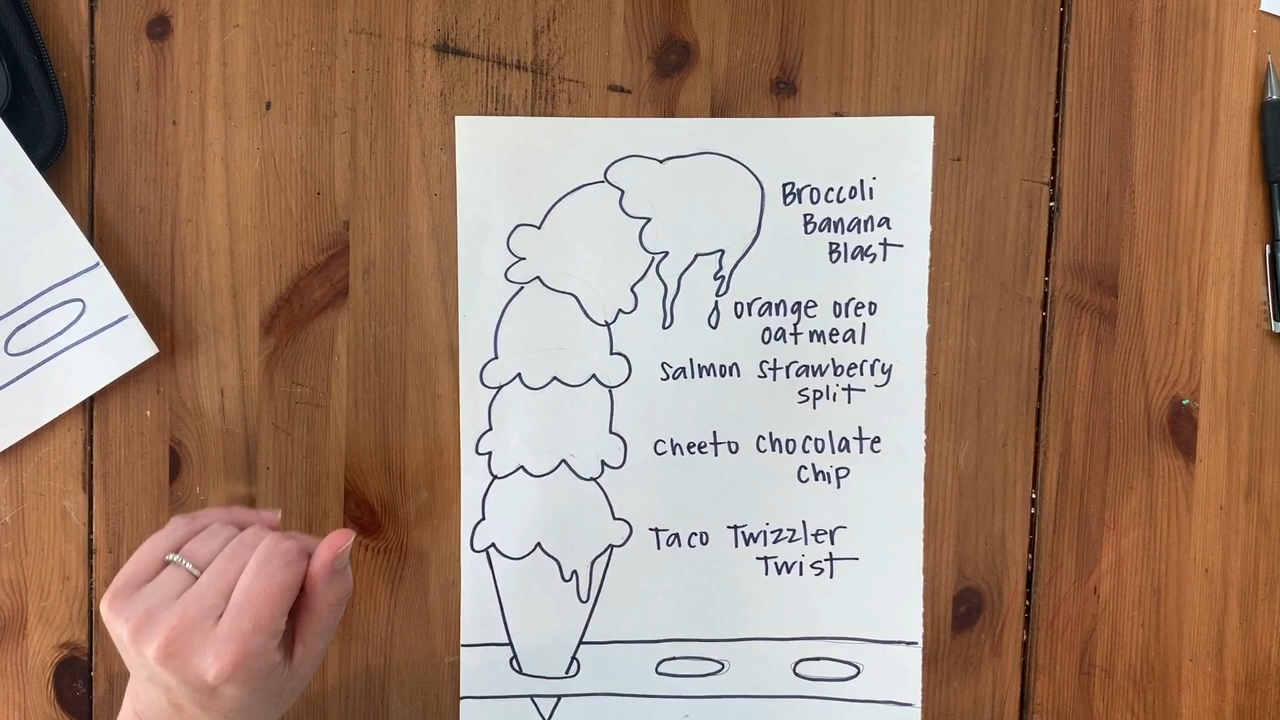 Broccoli
Banana
Blast
orange oreo
oatmeal
salmon strawberry
split
cheeto chocolate
chip
Taco Twizzler
Twist